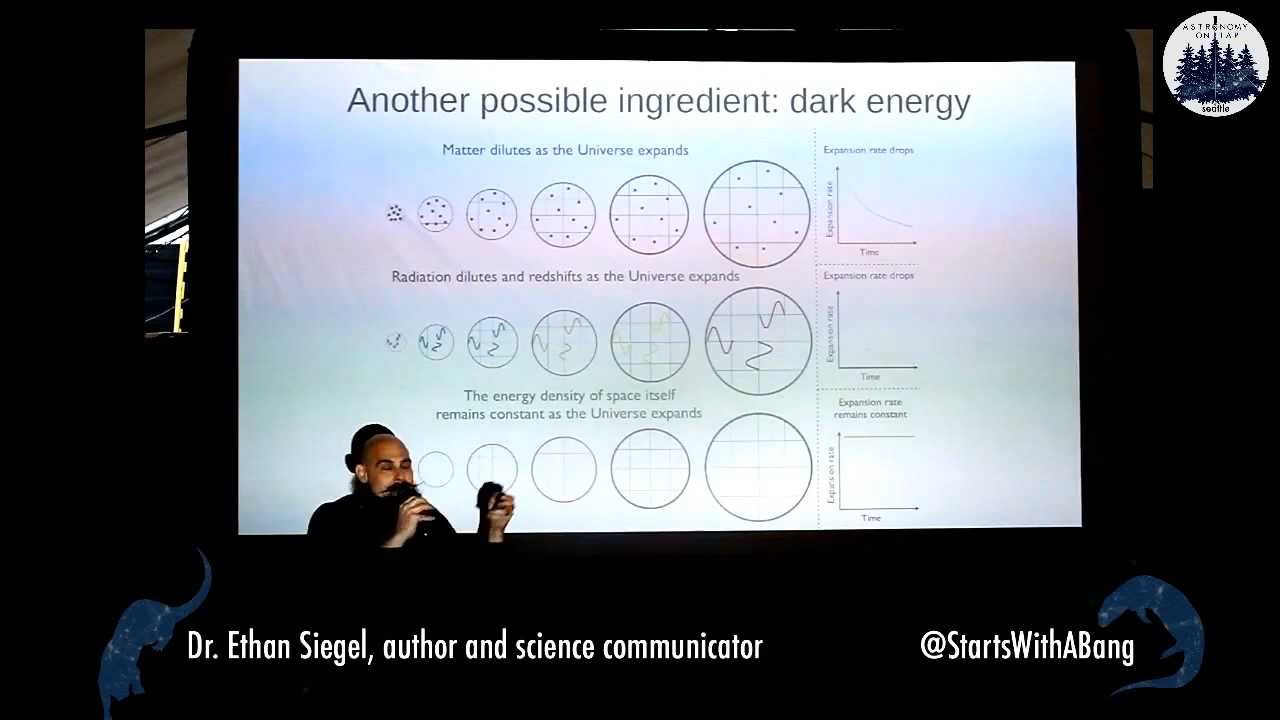 ASTRONOMY
ON TAP
seattle
Another possible ingredient: dark energy
Matter dilutes as the Universe expands
Expansion rate drops
Expansion rate
Time
Radiation dilutes and redshifts as the Universe expands
Expansion rate drops
Expansion rate
Time
The energy density of space itself
remains constant as the Universe expands
Expansion rate
remains constant
Expansion rate
Time
Dr. Ethan Siegel, author and science communicator
@StartsWithABang